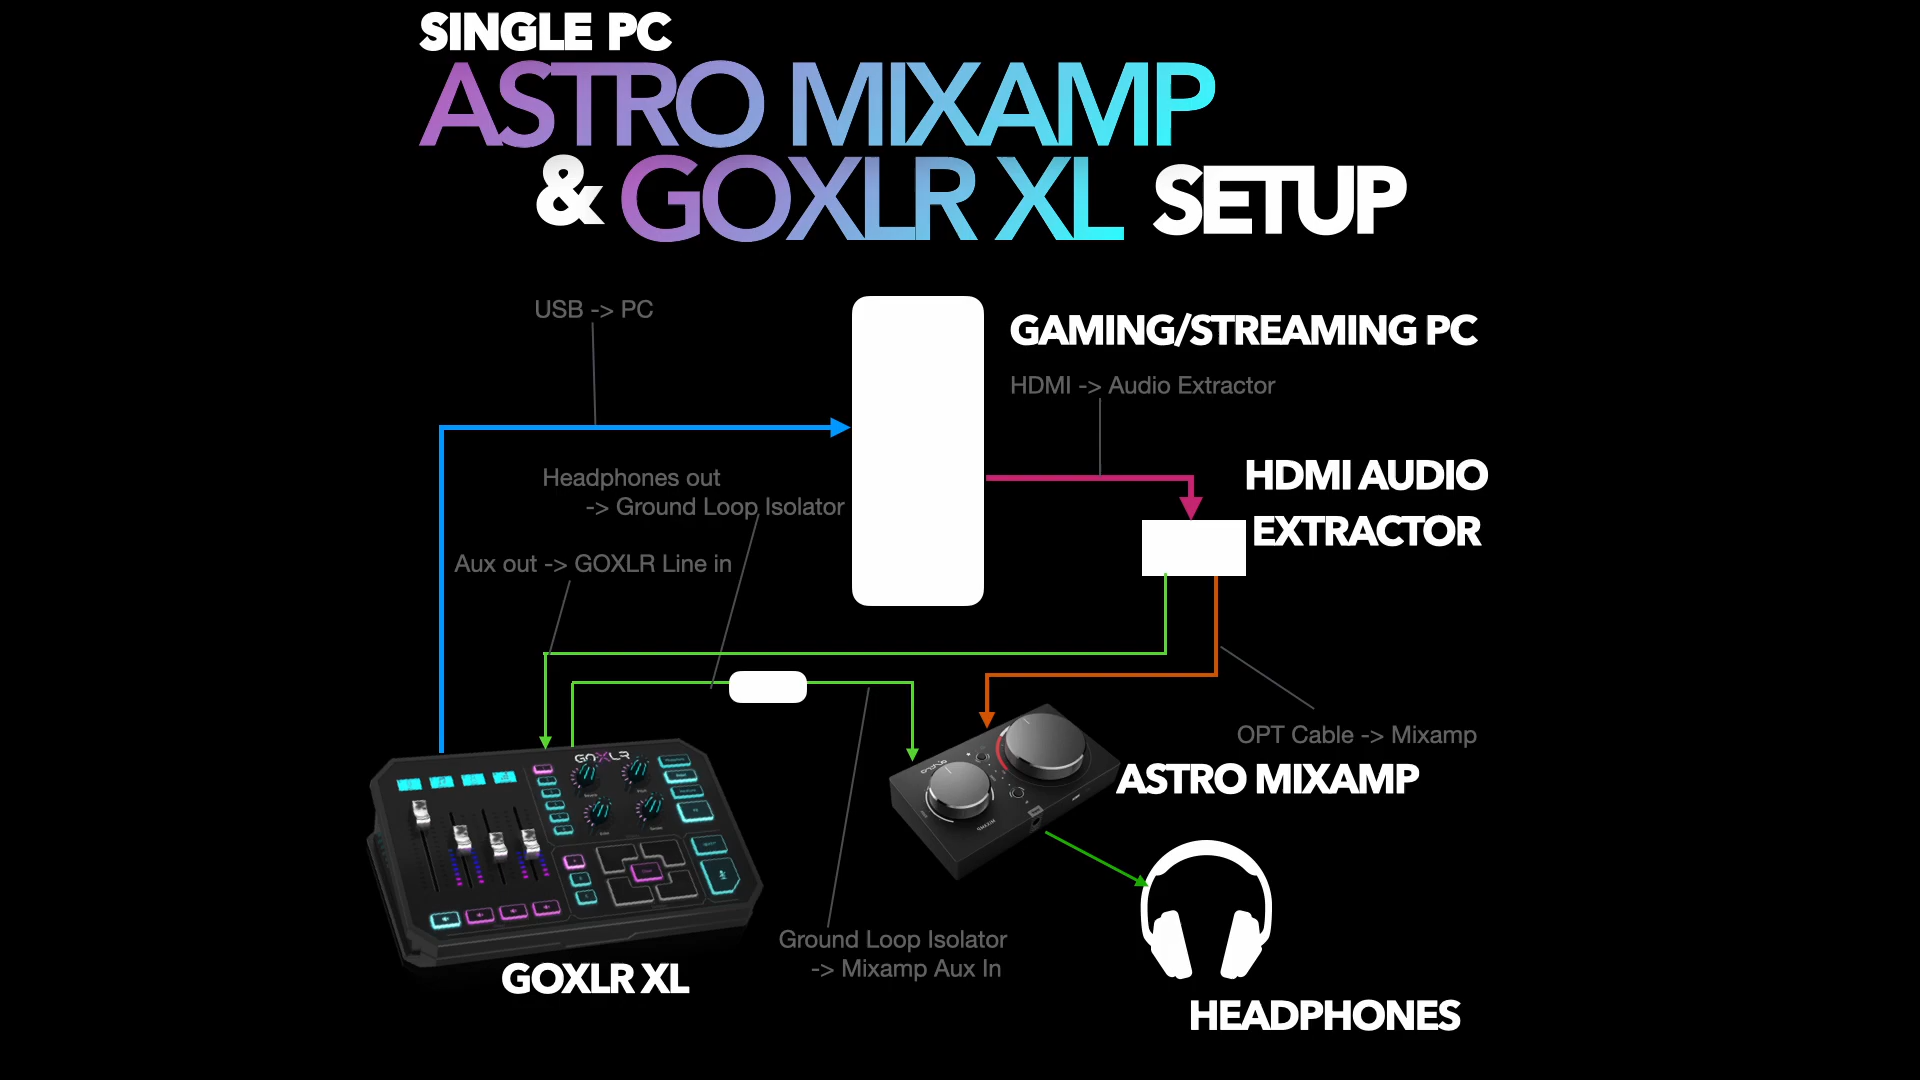 SINGLE PC
ASTRO MIXAMP
& GOXLR XL SETUP
USB -> PC
GAMING/STREAMING PC
HDMI -> Audio Extractor
Headphones out
-> Ground Loop Isolator
HDMI AUDIO
EXTRACTOR
Aux out -> GOXLR Line in
OPT Cable -> Mixamp
ASTRO MIXAMP
GOXLR
MIXAMP
Ground Loop Isolator
-> Mixamp Aux In
GOXLR XL
HEADPHONES